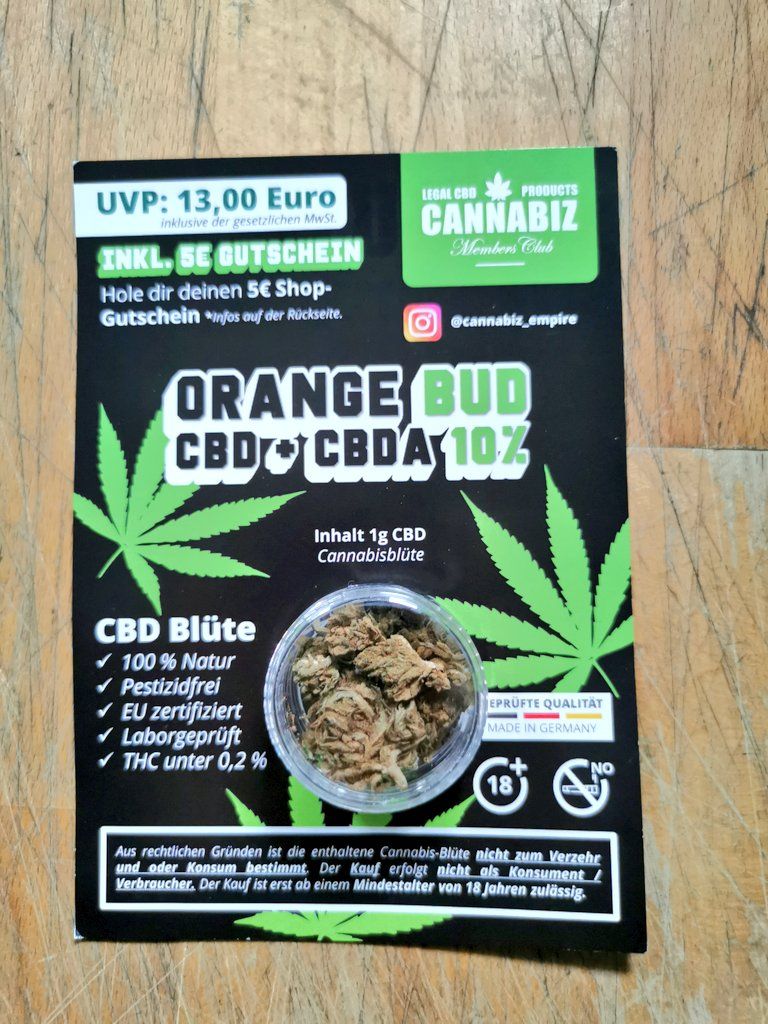 UVP: 13,00 Euro
inklusive der gesetzlichen MwSt.
INKL. 5€ GUTSCHEIN
Hole dir deinen 5€ Shop-
Gutschein *Infos auf der Rückseite.
LEGAL CBD PRODUCTS
CANNABIZ
Members Club
@cannabiz_empire
ORANGE BUD
CBD + CBDA 10%
Inhalt 1g CBD
Cannabisblüte
CBD Blüte
✓ 100 % Natur
✓ Pestizidfrei
✓ EU zertifiziert
✓ Laborgeprüft
✓ THC unter 0,2 %
EPRÜFTE QUALITÄT
MADE IN GERMANY
18+
NO
Aus rechtlichen Gründen ist die enthaltene Cannabis-Blüte nicht zum Verzehr
und oder Konsum bestimmt. Der Kauf erfolgt nicht als Konsument /
Verbraucher. Der Kauf ist erst ab einem Mindestalter von 18 Jahren zulässig.